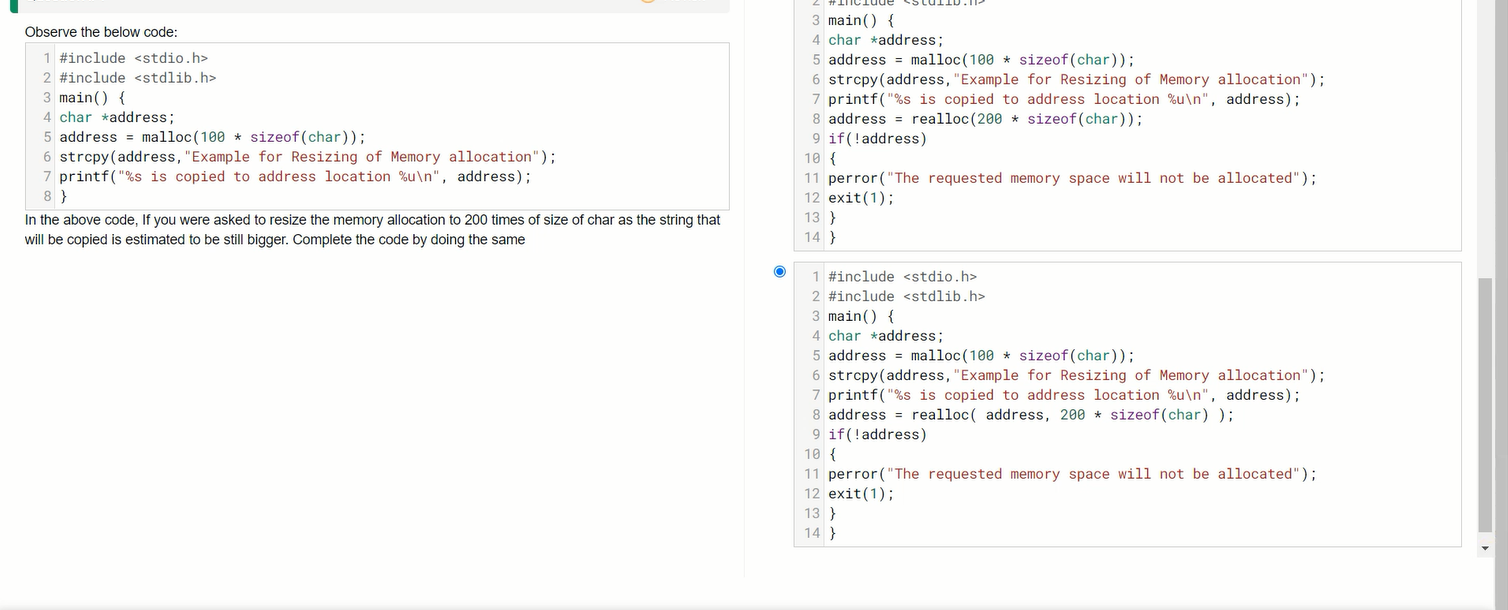 Observe the below code:
1 #include <stdio.h>
2 #include <stdlib.h>
3 main() {
4 char *address;
5 address = malloc(100 * sizeof(char));
6 strcpy(address,"Example for Resizing of Memory allocation");
7 printf("%s is copied to address location %u\n", address);
8 }
In the above code, If you were asked to resize the memory allocation to 200 times of size of char as the string that
will be copied is estimated to be still bigger. Complete the code by doing the same
2 #include <stdlib.h>
3 main() {
4 char *address;
5 address = malloc(100 * sizeof(char));
6 strcpy(address,"Example for Resizing of Memory allocation");
7 printf("%s is copied to address location %u\n", address);
8 address = realloc(200 * sizeof(char));
9 if(!address)
10 {
11 perror("The requested memory space will not be allocated");
12 exit(1);
13 }
14 }
1 #include <stdio.h>
2 #include <stdlib.h>
3 main() {
4 char *address;
5 address = malloc(100 * sizeof(char));
6 strcpy(address,"Example for Resizing of Memory allocation");
7 printf("%s is copied to address location %u\n", address);
8 address = realloc( address, 200 * sizeof(char) );
9 if(!address)
10 {
11 perror("The requested memory space will not be allocated");
12 exit(1);
13 }
14 }